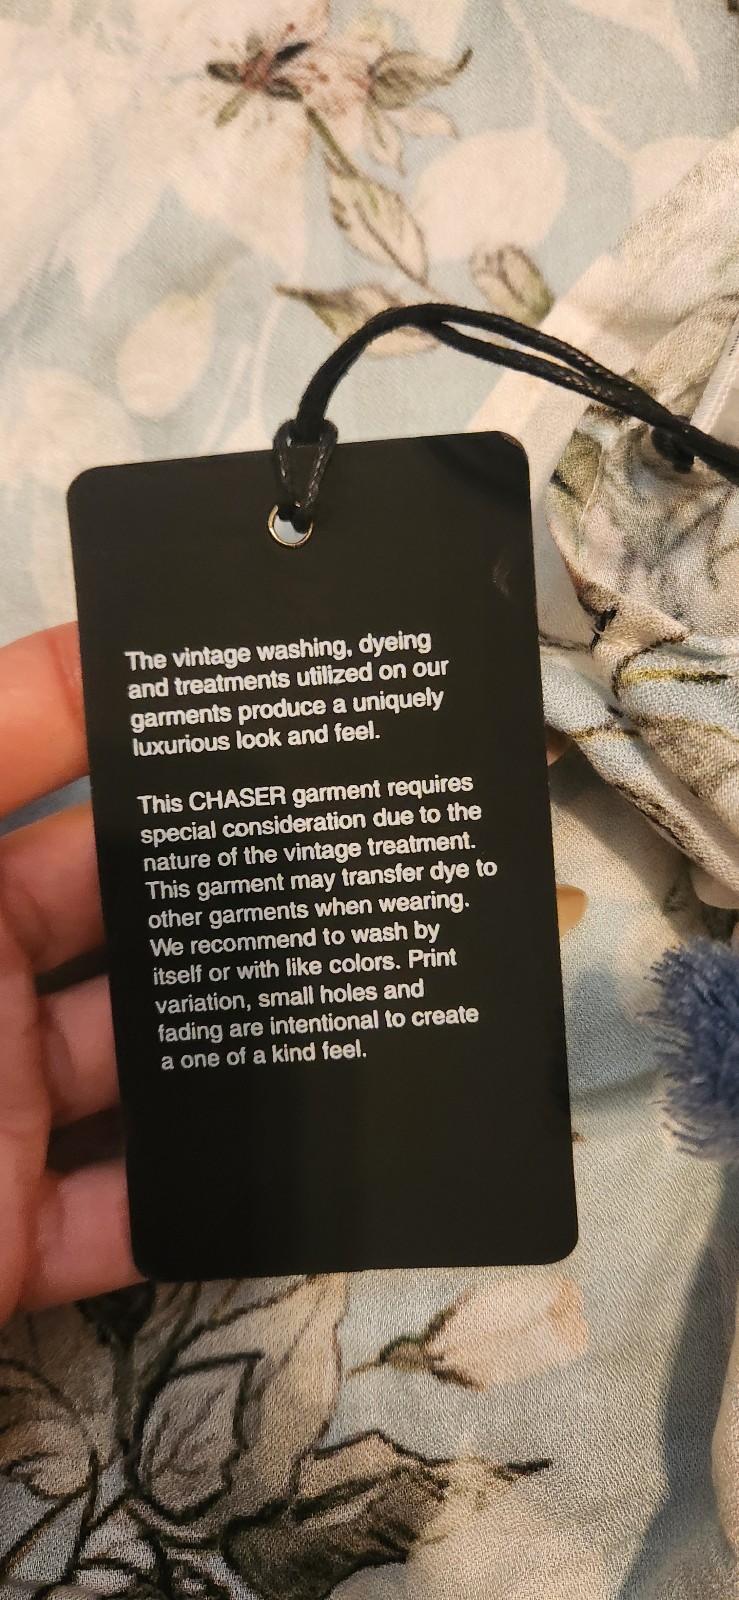 The vintage washing, dyeing
and treatments utilized on our
garments produce a uniquely
luxurious look and feel.
This CHASER garment requires
special consideration due to the
nature of the vintage treatment.
This garment may transfer dye to
other garments when wearing.
We recommend to wash by
itself or with like colors. Print
variation, small holes and
fading are intentional to create
a one of a kind feel.